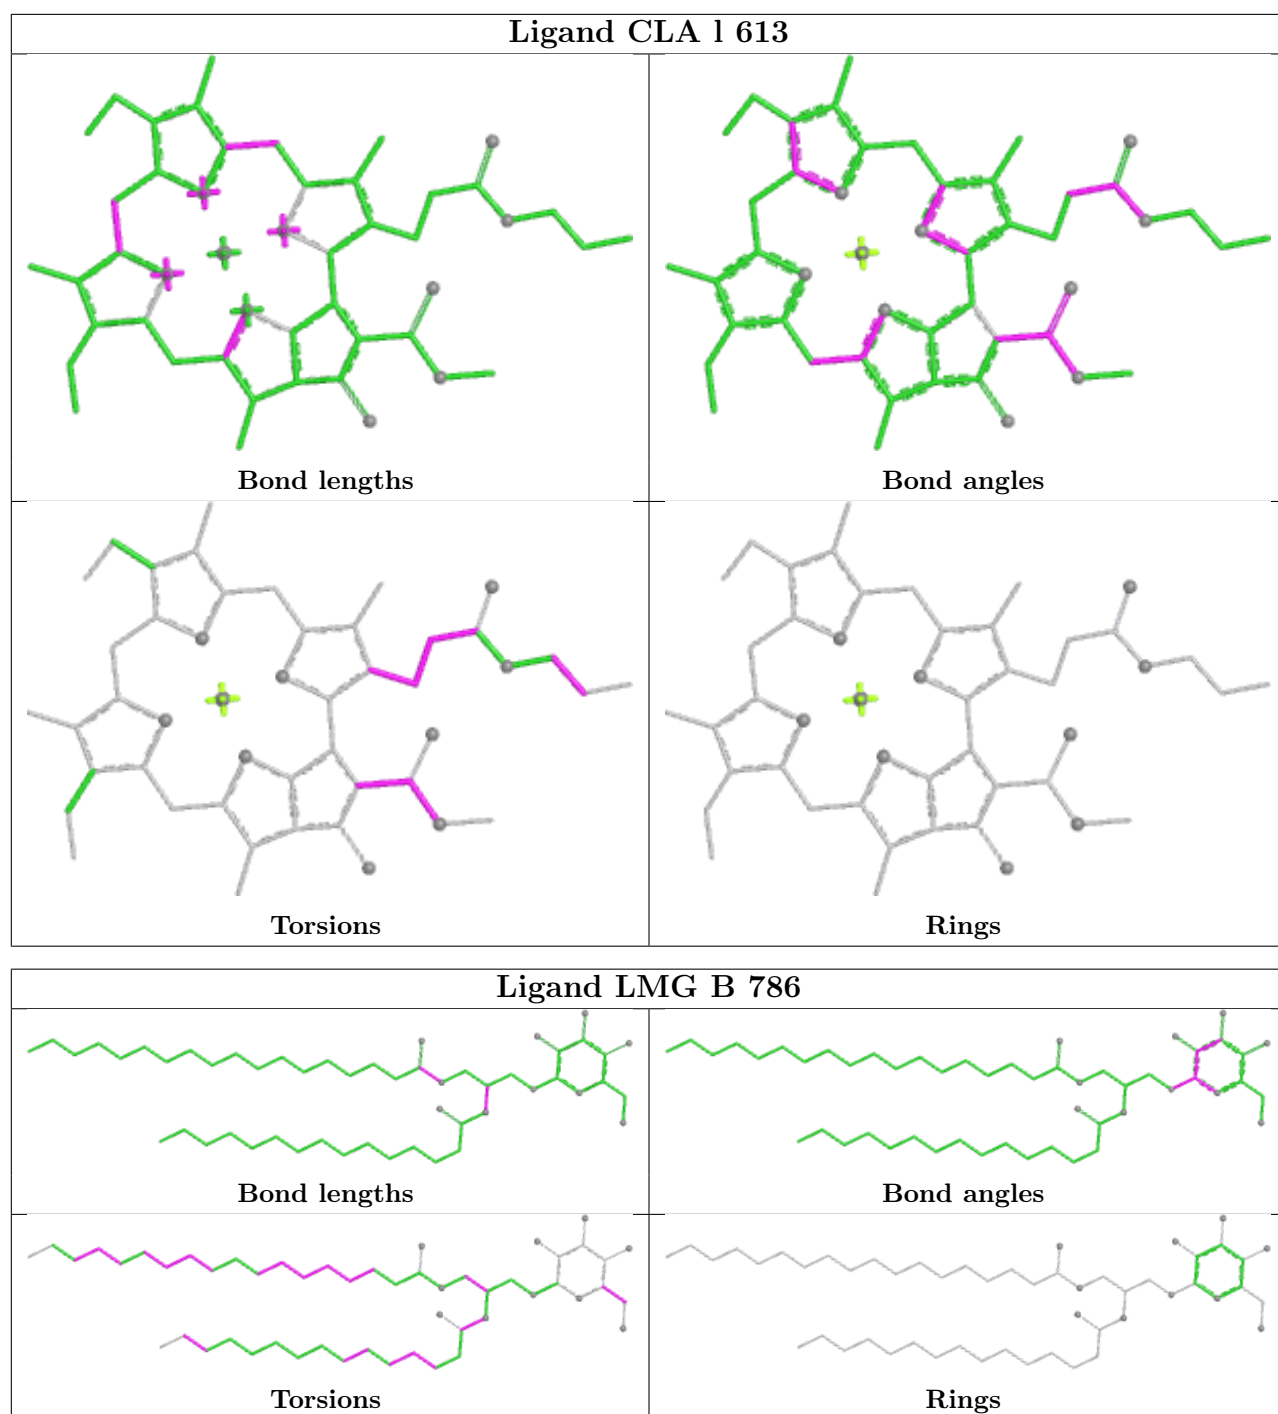 Ligand CLA l 613
Bond lengths
Bond angles
Torsions
Rings
Ligand LMG B 786
Bond lengths
Bond angles
Torsions
Rings